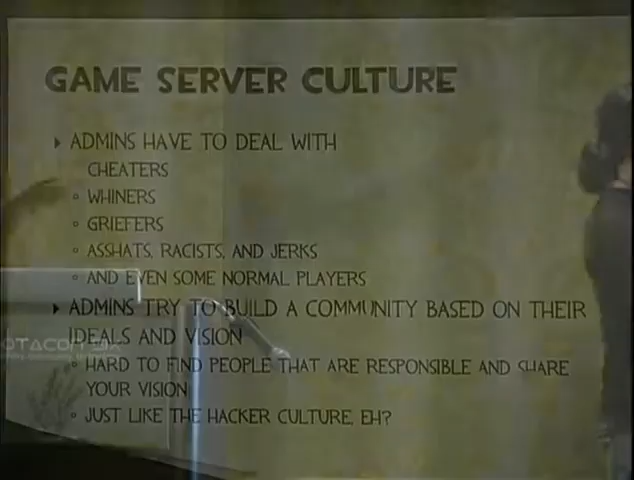 GAME SERVER CULTURE
ADMINS HAVE TO DEAL WITH
CHEATERS
WHINERS
GRIEFERS
ASSHATS, RACISTS, AND JERKS
AND EVEN SOME NORMAL PLAYERS
ADMINS TRY TO BUILD A COMMUNITY BASED ON THEIR
IDEALS AND VISION
HARD TO FIND PEOPLE THAT ARE RESPONSIBLE AND SHARE
YOUR VISION
JUST LIKE THE HACKER CULTURE, EH?